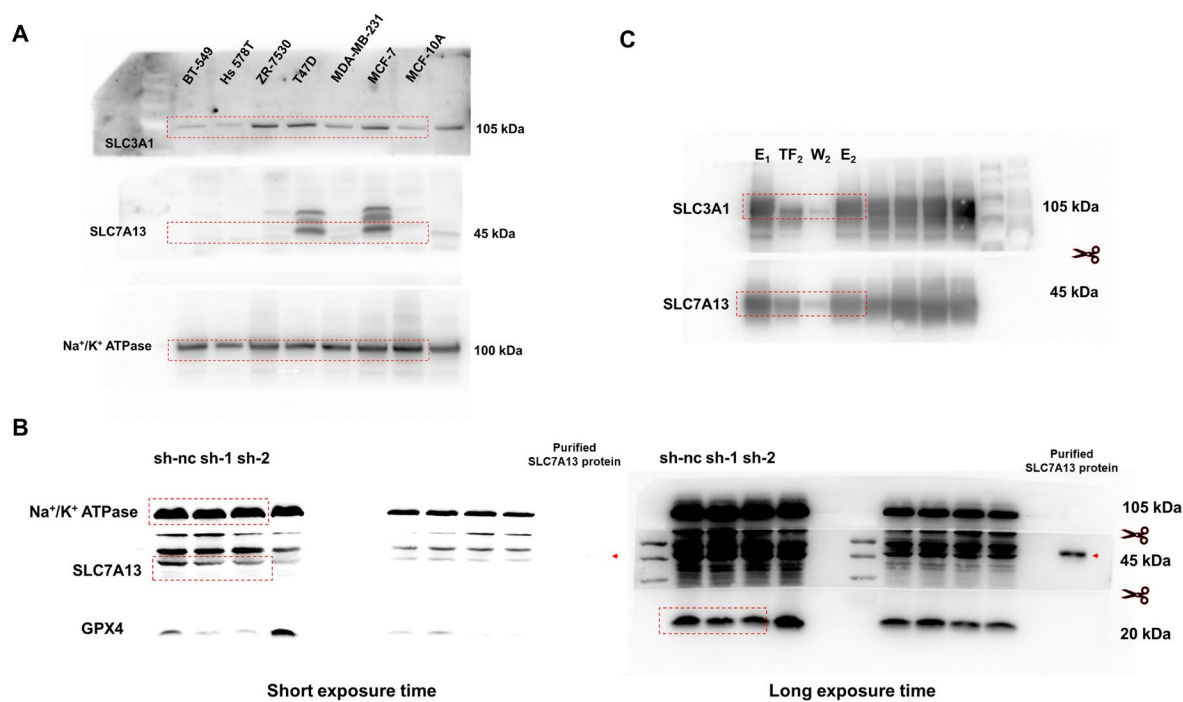 A
BT-549
Hs 578T
ZR-7530
T47D
MDA-MB-231
MCF-7
MCF-10A
SLC3A1
105 kDa
SLC7A13
45 kDa
Na⁺/K⁺ ATPase
100 kDa
C
E₁ TF₂ W₂ E₂
SLC3A1
105 kDa
45 kDa
SLC7A13
B
sh-nc sh-1 sh-2
Purified
SLC7A13 protein
Na⁺/K⁺ ATPase
SLC7A13
GPX4
Short exposure time
sh-nc sh-1 sh-2
Purified
SLC7A13 protein
105 kDa
45 kDa
20 kDa
Long exposure time